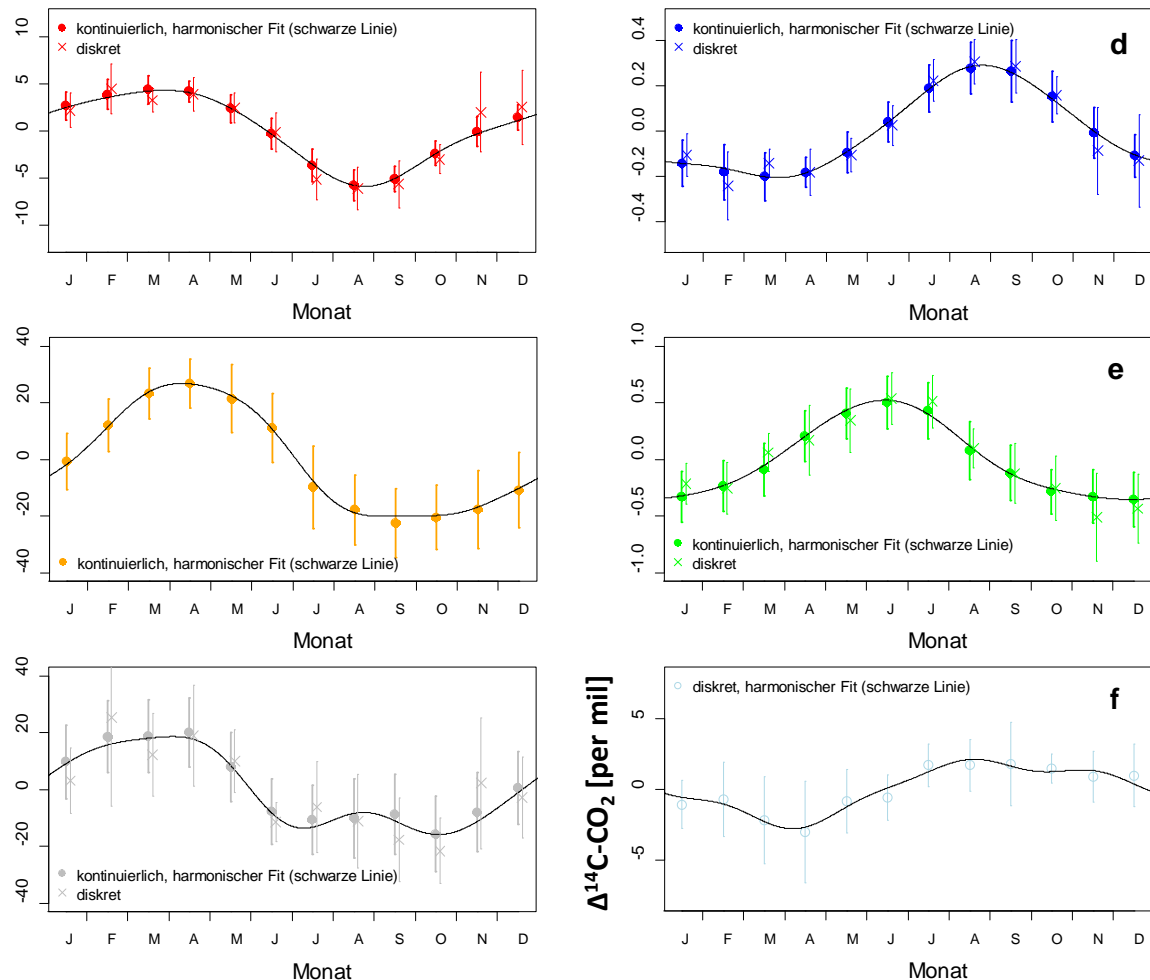 10
5
0
-5
-10
kontinuierlich, harmonischer Fit (schwarze Linie)
diskret
J F M A M J J A S O N D
Monat
0.4
0.2
0.0
-0.2
-0.4
kontinuierlich, harmonischer Fit (schwarze Linie)
diskret
d
J F M A M J J A S O N D
Monat
40
20
0
-20
-40
kontinuierlich, harmonischer Fit (schwarze Linie)
J F M A M J J A S O N D
Monat
1.0
0.5
0.0
-0.5
-1.0
e
kontinuierlich, harmonischer Fit (schwarze Linie)
diskret
J F M A M J J A S O N D
Monat
40
20
0
-20
-40
kontinuierlich, harmonischer Fit (schwarze Linie)
diskret
J F M A M J J A S O N D
Monat
Δ¹⁴C-CO₂ [per mil]
5
0
-5
diskret, harmonischer Fit (schwarze Linie)
f
J F M A M J J A S O N D
Monat